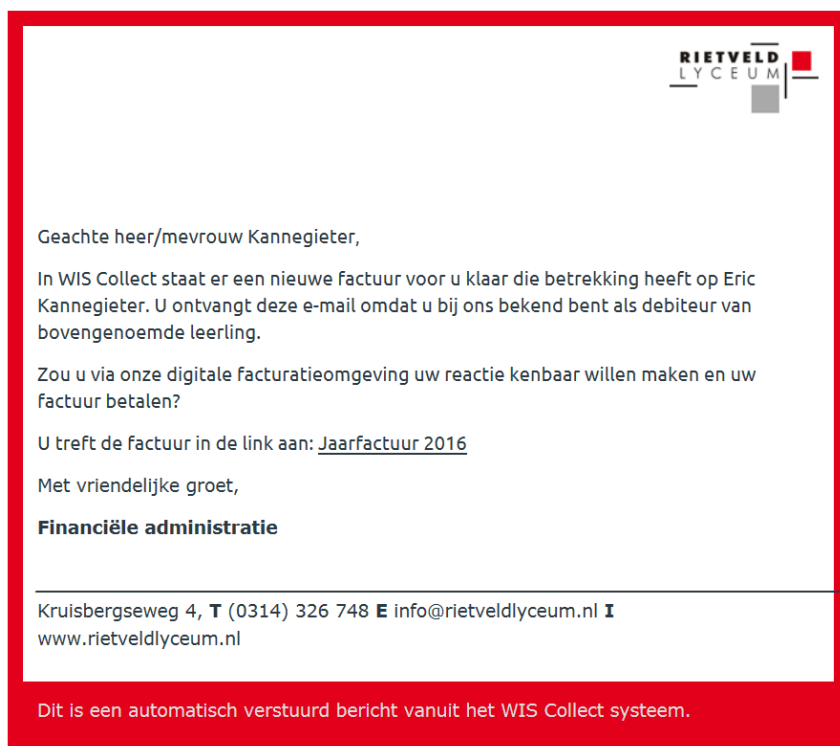 RIETVELD
LYCEUM
Geachte heer/mevrouw Kannegieter,
In WIS Collect staat er een nieuwe factuur voor u klaar die betrekking heeft op Eric
Kannegieter. U ontvangt deze e-mail omdat u bij ons bekend bent als debiteur van
bovengenoemde leerling.
Zou u via onze digitale facturatieomgeving uw reactie kenbaar willen maken en uw
factuur betalen?
U treft de factuur in de link aan: Jaarfactuur 2016
Met vriendelijke groet,
Financiële administratie
Kruisbergseweg 4, T (0314) 326 748 E info@rietveldlyceum.nl I
www.rietveldlyceum.nl
Dit is een automatisch verstuurd bericht vanuit het WIS Collect systeem.